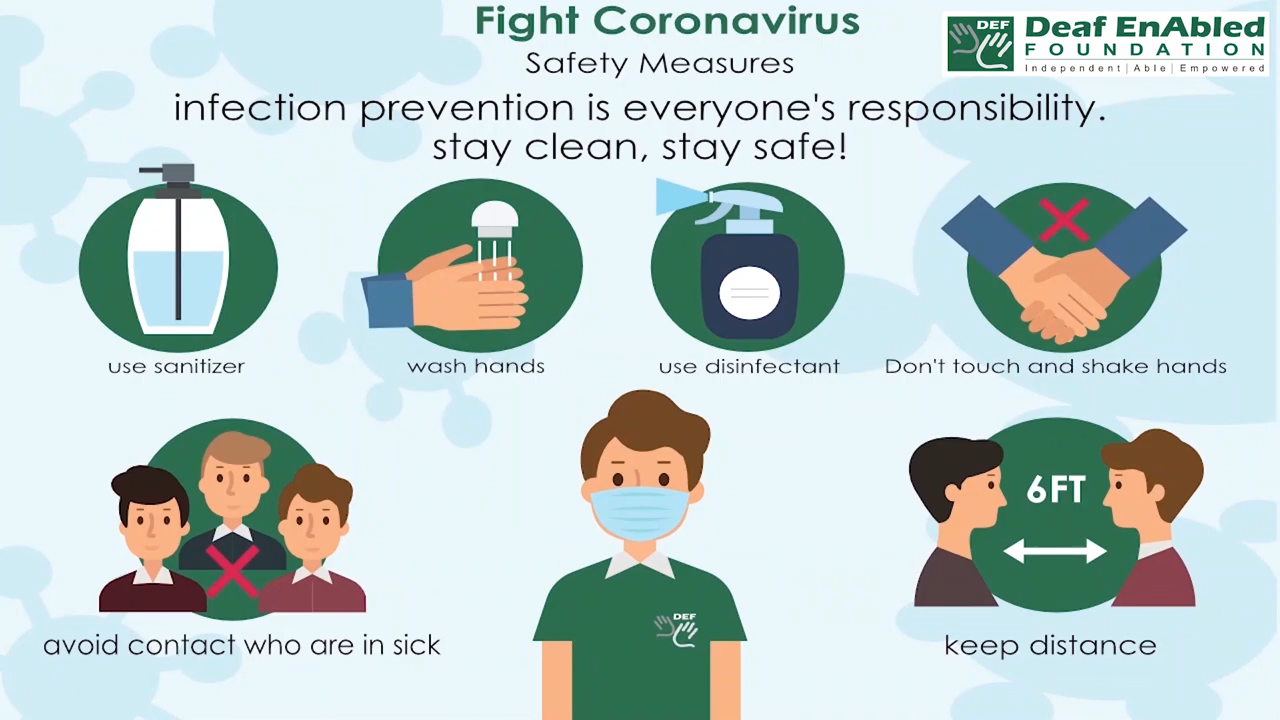 Fight Coronavirus
Safety Measures
DEF
Deaf EnAbled
FOUNDATION
Independent | Able | Empowered
infection prevention is everyone's responsibility.
stay clean, stay safe!
use sanitizer
wash hands
use disinfectant
Don't touch and shake hands
6FT
DEF
avoid contact who are in sick
keep distance